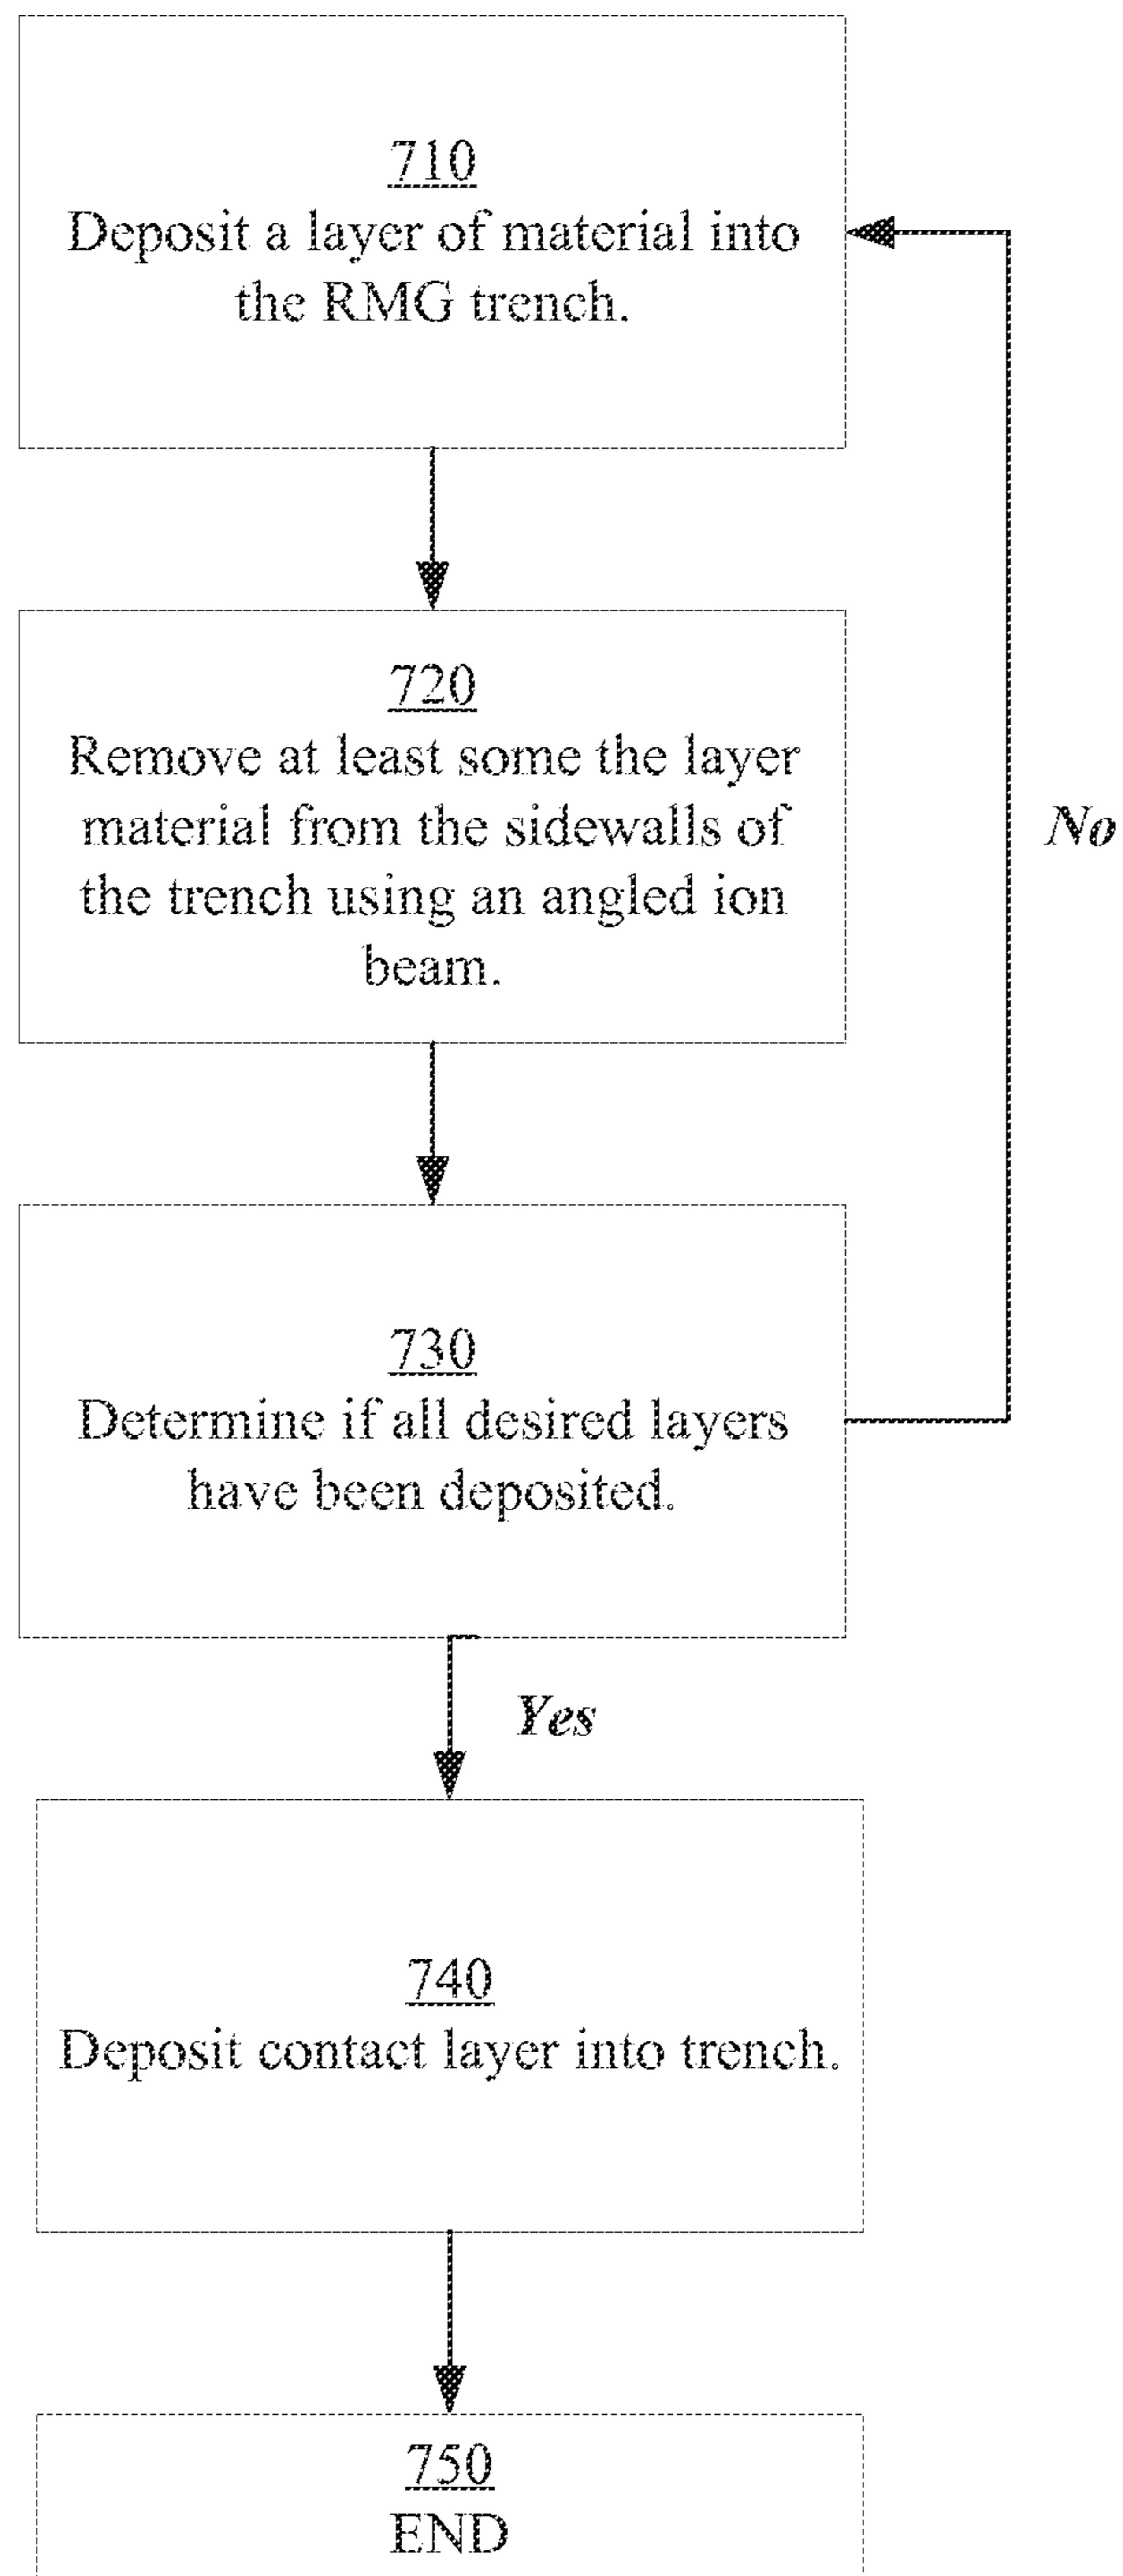 710
Deposit a layer of material into
the RMG trench.
720
Remove at least some the layer
material from the sidewalls of
the trench using an angled ion
beam.
No
730
Determine if all desired layers
have been deposited.
Yes
740
Deposit contact layer into trench.
750
END